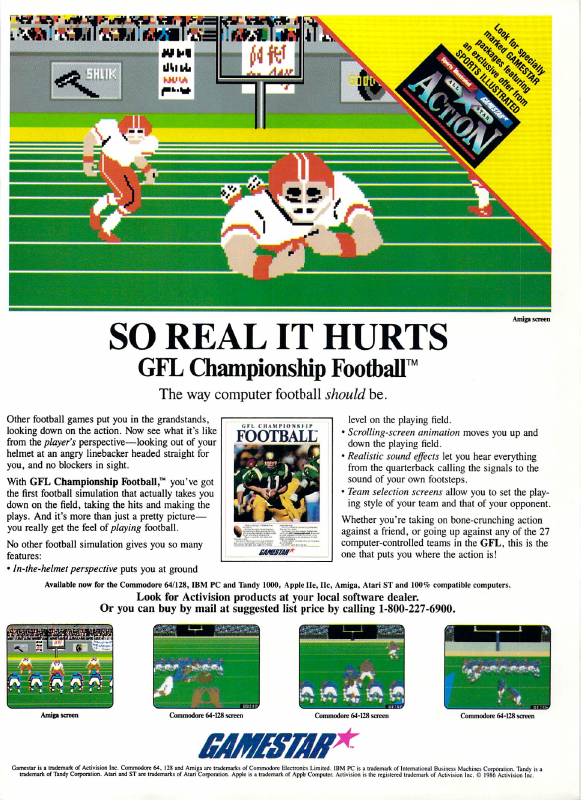 Look for specially
marked GAMESTAR
packages featuring
an exclusive offer from
SPORTS ILLUSTRATED
GAMESTAR
ALL STAR
ACTION
SHLIK
Amiga screen
SO REAL IT HURTS
GFL Championship Football™
The way computer football should be.
Other football games put you in the grandstands,
looking down on the action. Now see what it's like
from the player's perspective—looking out of your
helmet at an angry linebacker headed straight for
you, and no blockers in sight.
With GFL Championship Football,™ you've got
the first football simulation that actually takes you
down on the field, taking the hits and making the
plays. And it's more than just a pretty picture—
you really get the feel of playing football.
No other football simulation gives you so many
features:
• In-the-helmet perspective puts you at ground
GFL CHAMPIONSHIP
FOOTBALL™
GAMESTAR
level on the playing field.
• Scrolling-screen animation moves you up and
down the playing field.
• Realistic sound effects let you hear everything
from the quarterback calling the signals to the
sound of your own footsteps.
• Team selection screens allow you to set the play-
ing style of your team and that of your opponent.
Whether you're taking on bone-crunching action
against a friend, or going up against any of the 27
computer-controlled teams in the GFL, this is the
one that puts you where the action is!
Available now for the Commodore 64/128, IBM PC and Tandy 1000, Apple IIe, IIc, Amiga, Atari ST and 100% compatible computers.
Look for Activision products at your local software dealer.
Or you can buy by mail at suggested list price by calling 1-800-227-6900.
Amiga screen
Commodore 64-128 screen
Commodore 64-128 screen
Commodore 64-128 screen
GAMESTAR™
Gamestar is a trademark of Activision Inc. Commodore 64, 128 and Amiga are trademarks of Commodore Electronics Limited. IBM PC is a trademark of International Business Machines Corporation. Tandy is a
trademark of Tandy Corporation. Atari and ST are trademarks of Atari Corporation. Apple is a trademark of Apple Computer. Activision is the registered trademark of Activision Inc. © 1986 Activision Inc.